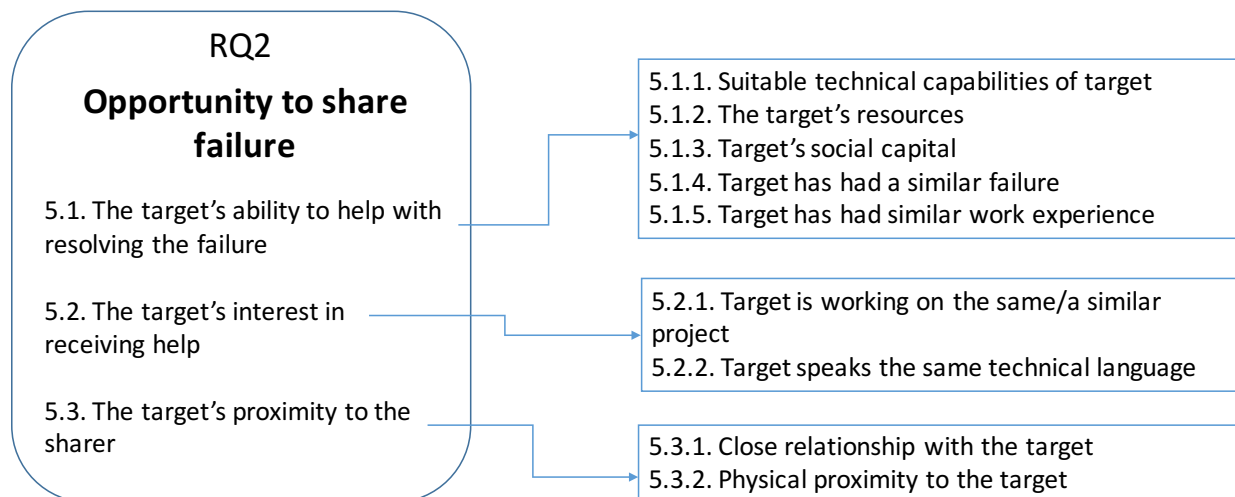 RQ2
Opportunity to share
failure
5.1. The target's ability to help with
resolving the failure
5.2. The target's interest in
receiving help
5.3. The target's proximity to the
sharer
5.1.1. Suitable technical capabilities of target
5.1.2. The target's resources
5.1.3. Target's social capital
5.1.4. Target has had a similar failure
5.1.5. Target has had similar work experience
5.2.1. Target is working on the same/a similar
project
5.2.2. Target speaks the same technical language
5.3.1. Close relationship with the target
5.3.2. Physical proximity to the target